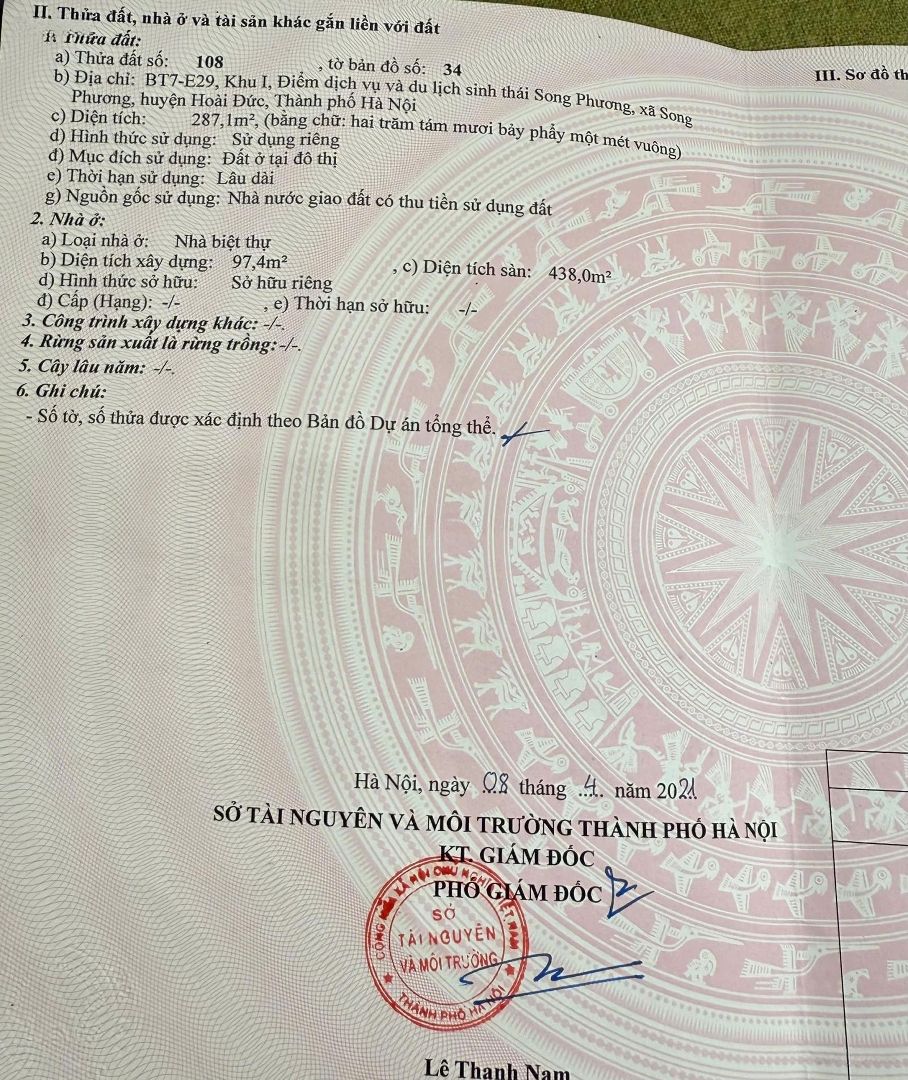 II. Thửa đất, nhà ở và tài sản khác gắn liền với đất
1. Thửa đất:
a) Thửa đất số: 108 , tờ bản đồ số: 34
b) Địa chỉ: BT7-E29, Khu I, Điểm dịch vụ và du lịch sinh thái Song Phương, xã Song
Phương, huyện Hoài Đức, Thành phố Hà Nội
c) Diện tích: 287,1m², (bằng chữ: hai trăm tám mươi bảy phẩy một mét vuông)
d) Hình thức sử dụng: Sử dụng riêng
đ) Mục đích sử dụng: Đất ở tại đô thị
e) Thời hạn sử dụng: Lâu dài
g) Nguồn gốc sử dụng: Nhà nước giao đất có thu tiền sử dụng đất
2. Nhà ở:
a) Loại nhà ở: Nhà biệt thự
b) Diện tích xây dựng: 97,4m² , c) Diện tích sàn: 438,0m²
d) Hình thức sở hữu: Sở hữu riêng
đ) Cấp (Hạng): -/- , e) Thời hạn sở hữu: -/-
3. Công trình xây dựng khác: -/-.
4. Rừng sản xuất là rừng trồng: -/-.
5. Cây lâu năm: -/-.
6. Ghi chú:
- Số tờ, số thửa được xác định theo Bản đồ Dự án tổng thể.
III. Sơ đồ th
Hà Nội, ngày 08 tháng 4 năm 2021
SỞ TÀI NGUYÊN VÀ MÔI TRƯỜNG THÀNH PHỐ HÀ NỘI
KT. GIÁM ĐỐC
PHÓ GIÁM ĐỐC
CỘNG HÒA XÃ HỘI CHỦ NGHĨA VIỆT NAM
SỞ
TÀI NGUYÊN
VÀ MÔI TRƯỜNG
THÀNH PHỐ HÀ NỘI
Lê Thanh Nam